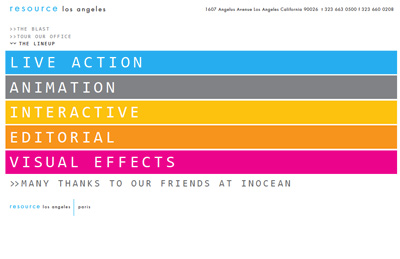 resource los angeles
1607 Angelus Avenue Los Angeles California 90026 t 323 663 0500 f 323 660 0208
>>THE BLAST
>>TOUR OUR OFFICE
THE LINEUP
LIVE ACTION
ANIMATION
INTERACTIVE
EDITORIAL
VISUAL EFFECTS
>>MANY THANKS TO OUR FRIENDS AT INOCEAN
resource los angeles | paris